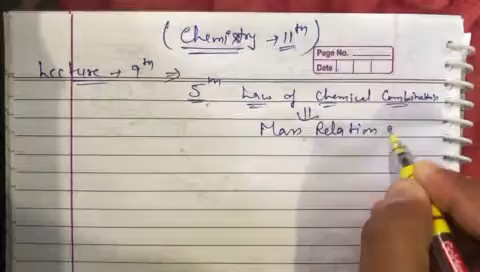 (Chemistry → 11th)
Page No.
Date
Lecture → 9th ⇒
5th Law of Chemical Combination
⇓
Mass Relation